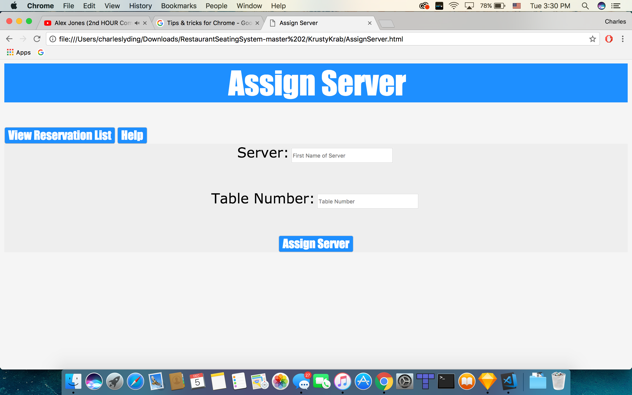 Chrome File Edit View History Bookmarks People Window Help 78% Tue 3:30 PM
Alex Jones (2nd HOUR Com Tips & tricks for Chrome - Goo Assign Server Charles
file:///Users/charleslyding/Downloads/RestaurantSeatingSystem-master%202/KrustyKrab/AssignServer.html
Apps
Assign Server
View Reservation List Help
Server: First Name of Server
Table Number: Table Number
Assign Server
5